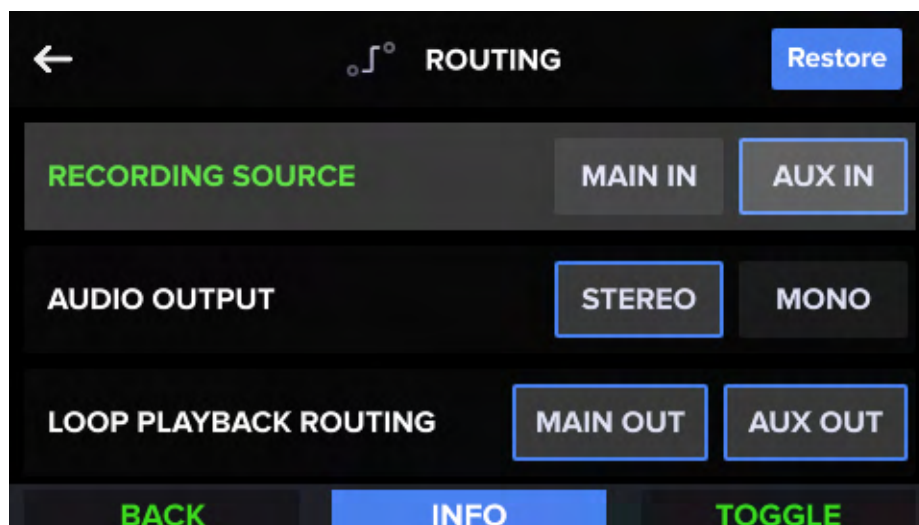 ROUTING Restore
RECORDING SOURCE MAIN IN AUX IN
AUDIO OUTPUT STEREO MONO
LOOP PLAYBACK ROUTING MAIN OUT AUX OUT
BACK INFO TOGGLE